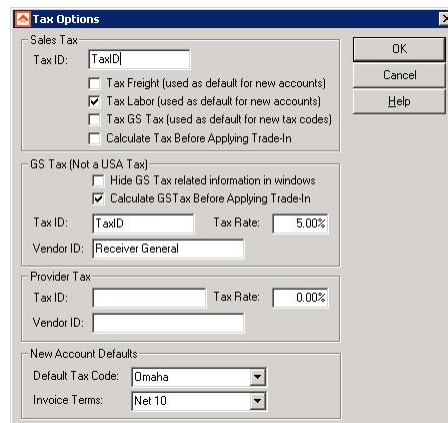 Tax Options
Sales Tax
OK
Tax ID: TaxID
Cancel
Tax Freight (used as default for new accounts)
Tax Labor (used as default for new accounts)
Help
Tax GS Tax (used as default for new tax codes)
Calculate Tax Before Applying Trade-In
GS Tax (Not a USA Tax)
Hide GS Tax related information in windows
Calculate GSTax Before Applying Trade-In
Tax ID: TaxID Tax Rate: 5.00%
Vendor ID: Receiver General
Provider Tax
Tax ID: Tax Rate: 0.00%
Vendor ID:
New Account Defaults
Default Tax Code: Omaha
Invoice Terms: Net 10